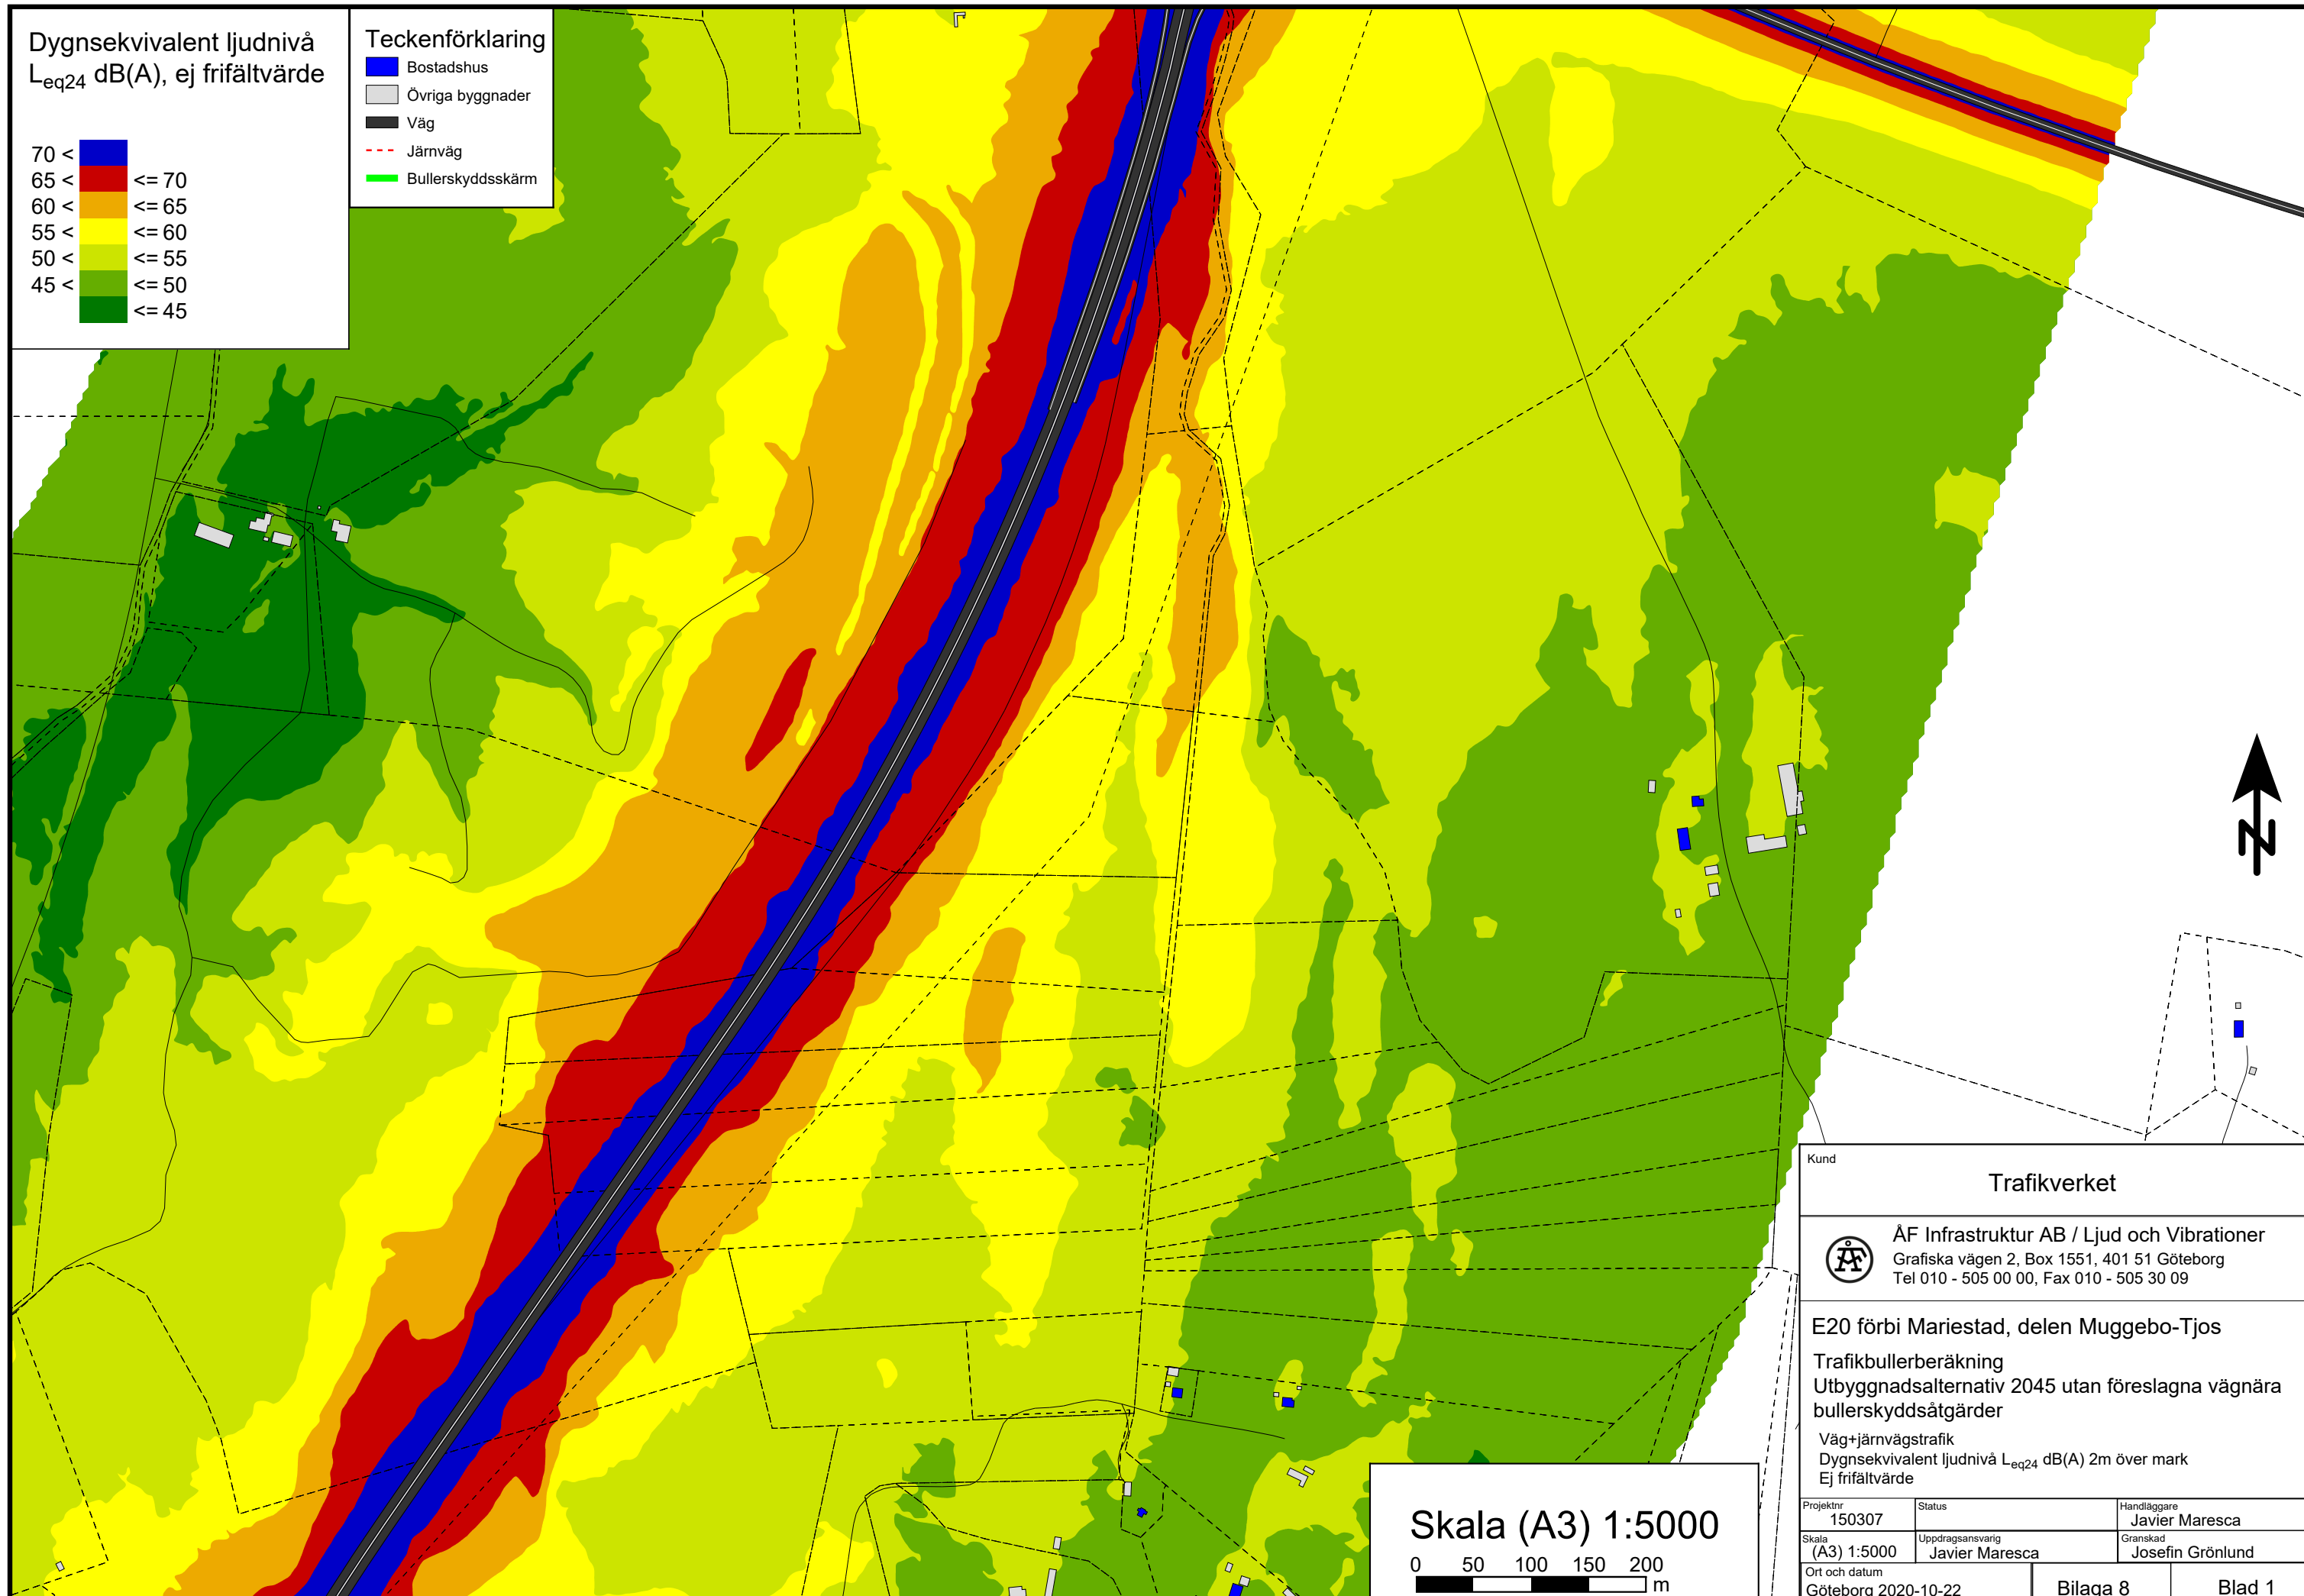 Dygnsekvivalent ljudnivå
Leq24 dB(A), ej frifältvärde
70 <
65 < <= 70
60 < <= 65
55 < <= 60
50 < <= 55
45 < <= 50
<= 45
Teckenförklaring
Bostadshus
Övriga byggnader
Väg
Järnväg
Bullerskyddsskärm
N
Kund
Trafikverket
ÅF
ÅF Infrastruktur AB / Ljud och Vibrationer
Grafiska vägen 2, Box 1551, 401 51 Göteborg
Tel 010 - 505 00 00, Fax 010 - 505 30 09
E20 förbi Mariestad, delen Muggebo-Tjos
Trafikbullerberäkning
Utbyggnadsalternativ 2045 utan föreslagna vägnära
bullerskyddsåtgärder
Väg+järnvägstrafik
Dygnsekvivalent ljudnivå Leq24 dB(A) 2m över mark
Ej frifältvärde
Projektnr
150307
Status
Handläggare
Javier Maresca
Skala
(A3) 1:5000
Uppdragsansvarig
Javier Maresca
Granskad
Josefin Grönlund
Ort och datum
Göteborg 2020-10-22
Bilaga 8
Blad 1
Skala (A3) 1:5000
0 50 100 150 200
m